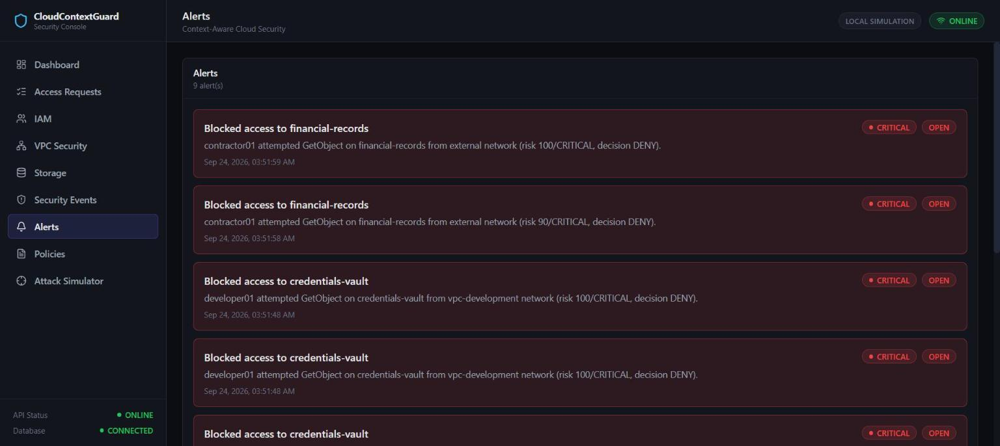 CloudContextGuard
Security Console
Dashboard
Access Requests
IAM
VPC Security
Storage
Security Events
Alerts
Policies
Attack Simulator
API Status ONLINE
Database CONNECTED
Alerts
Context-Aware Cloud Security
LOCAL SIMULATION ONLINE
Alerts
9 alert(s)
Blocked access to financial-records CRITICAL OPEN
contractor01 attempted GetObject on financial-records from external network (risk 100/CRITICAL, decision DENY).
Sep 24, 2026, 03:51:59 AM
Blocked access to financial-records CRITICAL OPEN
contractor01 attempted GetObject on financial-records from external network (risk 90/CRITICAL, decision DENY).
Sep 24, 2026, 03:51:58 AM
Blocked access to credentials-vault CRITICAL OPEN
developer01 attempted GetObject on credentials-vault from vpc-development network (risk 100/CRITICAL, decision DENY).
Sep 24, 2026, 03:51:48 AM
Blocked access to credentials-vault CRITICAL OPEN
developer01 attempted GetObject on credentials-vault from vpc-development network (risk 100/CRITICAL, decision DENY).
Sep 24, 2026, 03:51:48 AM
Blocked access to credentials-vault CRITICAL OPEN